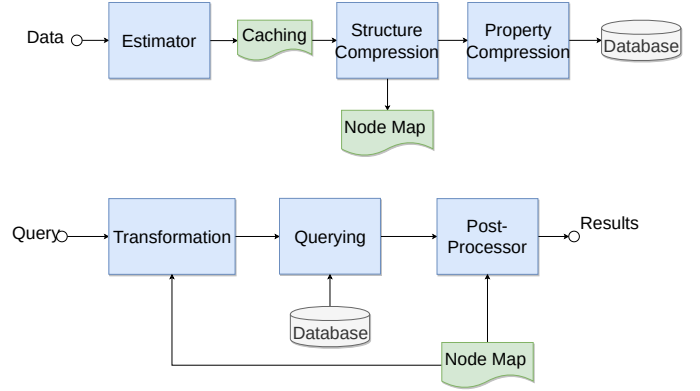 Data
Estimator
Caching
Structure
Compression
Property
Compression
Database
Node Map
Query
Transformation
Querying
Post-
Processor
Results
Database
Node Map